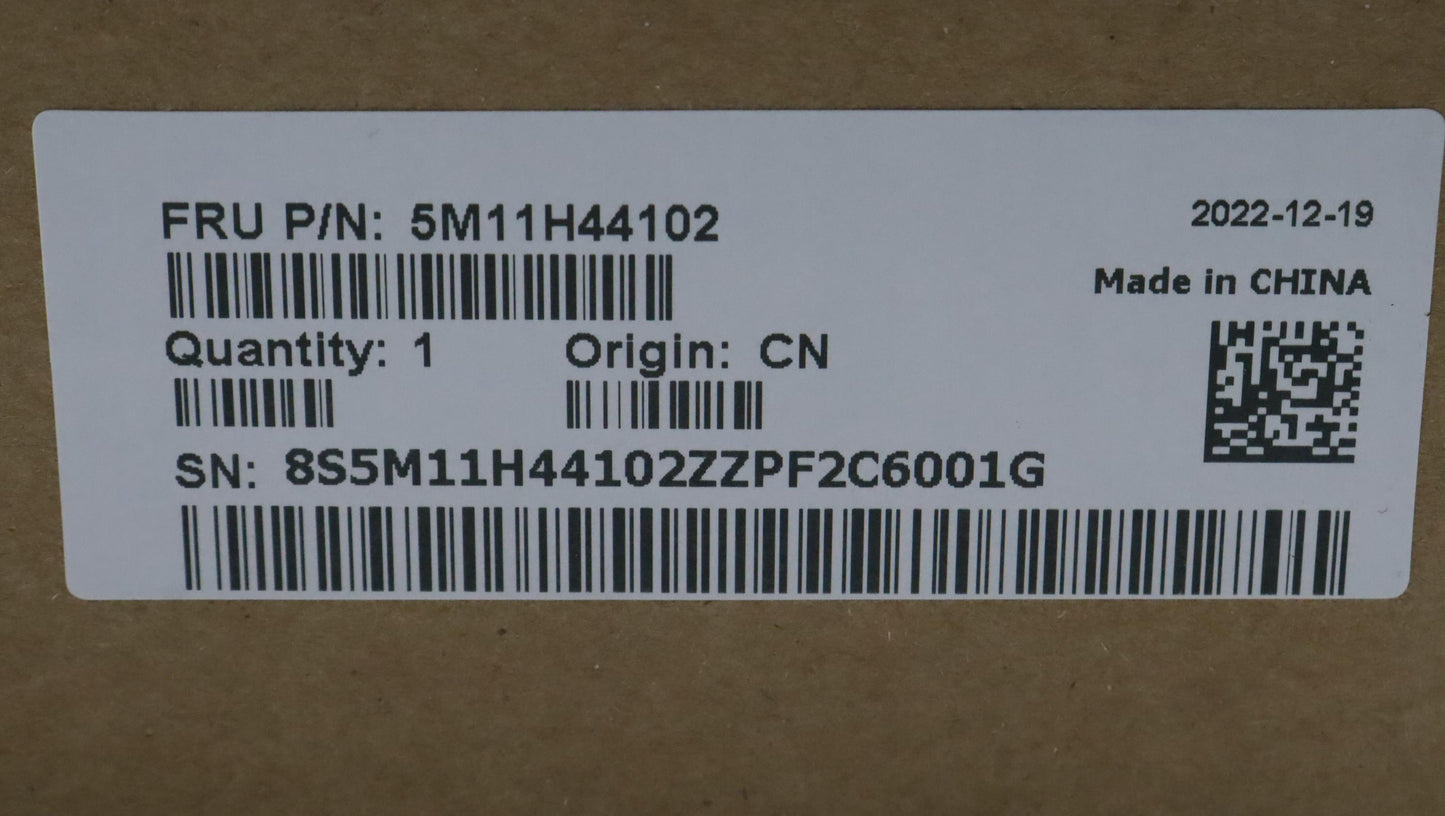 FRU P/N: 5M11H44102
2022-12-19
Made in CHINA
Quantity: 1 Origin: CN
SN: 8S5M11H44102ZZPF2C6001G